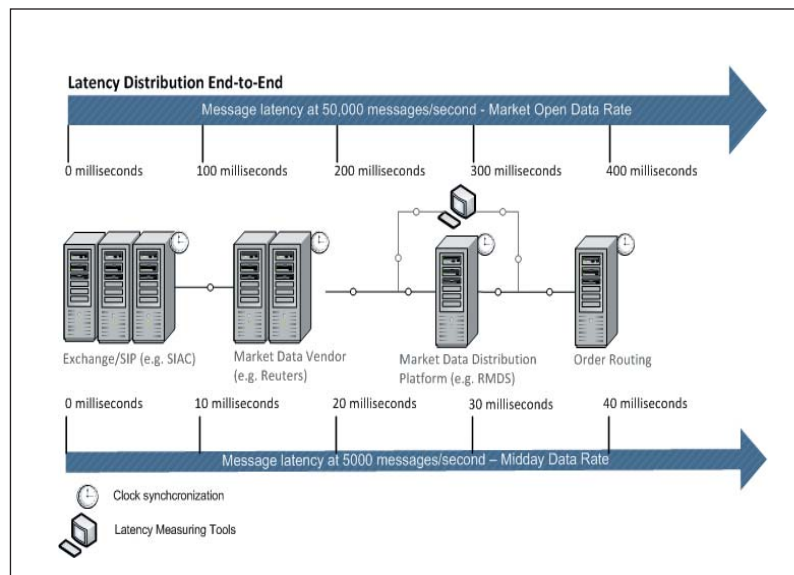 Latency Distribution End-to-End
Message latency at 50,000 messages/second - Market Open Data Rate
0 milliseconds
100 milliseconds
200 milliseconds
300 milliseconds
400 milliseconds
Exchange/SIP (e.g. SIAC)
Market Data Vendor
(e.g. Reuters)
Market Data Distribution
Platform (e.g. RMDS)
Order Routing
0 milliseconds
10 milliseconds
20 milliseconds
30 milliseconds
40 milliseconds
Message latency at 5000 messages/second – Midday Data Rate
Clock synchcronization
Latency Measuring Tools